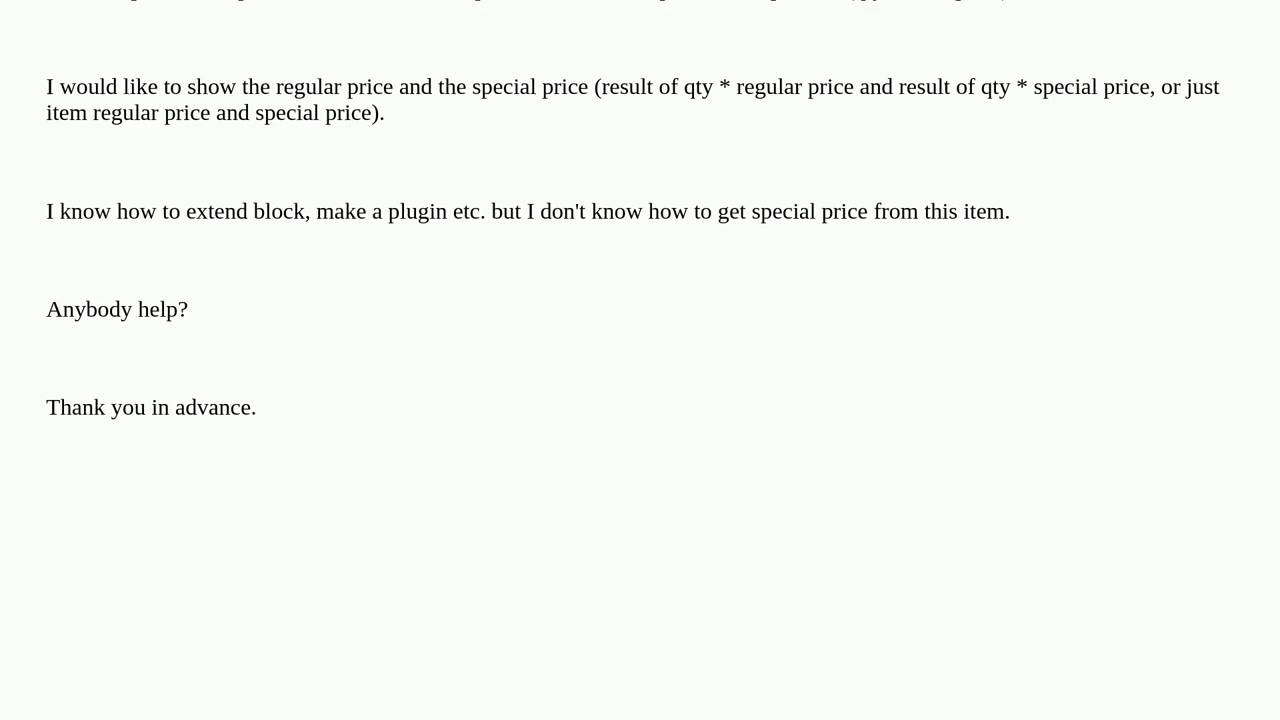 I would like to show the regular price and the special price (result of qty * regular price and result of qty * special price, or just
item regular price and special price).
I know how to extend block, make a plugin etc. but I don't know how to get special price from this item.
Anybody help?
Thank you in advance.